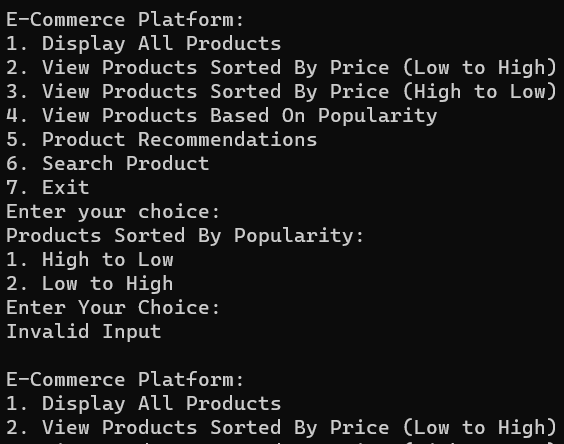 E-Commerce Platform:
1. Display All Products
2. View Products Sorted By Price (Low to High)
3. View Products Sorted By Price (High to Low)
4. View Products Based On Popularity
5. Product Recommendations
6. Search Product
7. Exit
Enter your choice:
Products Sorted By Popularity:
1. High to Low
2. Low to High
Enter Your Choice:
Invalid Input

E-Commerce Platform:
1. Display All Products
2. View Products Sorted By Price (Low to High)